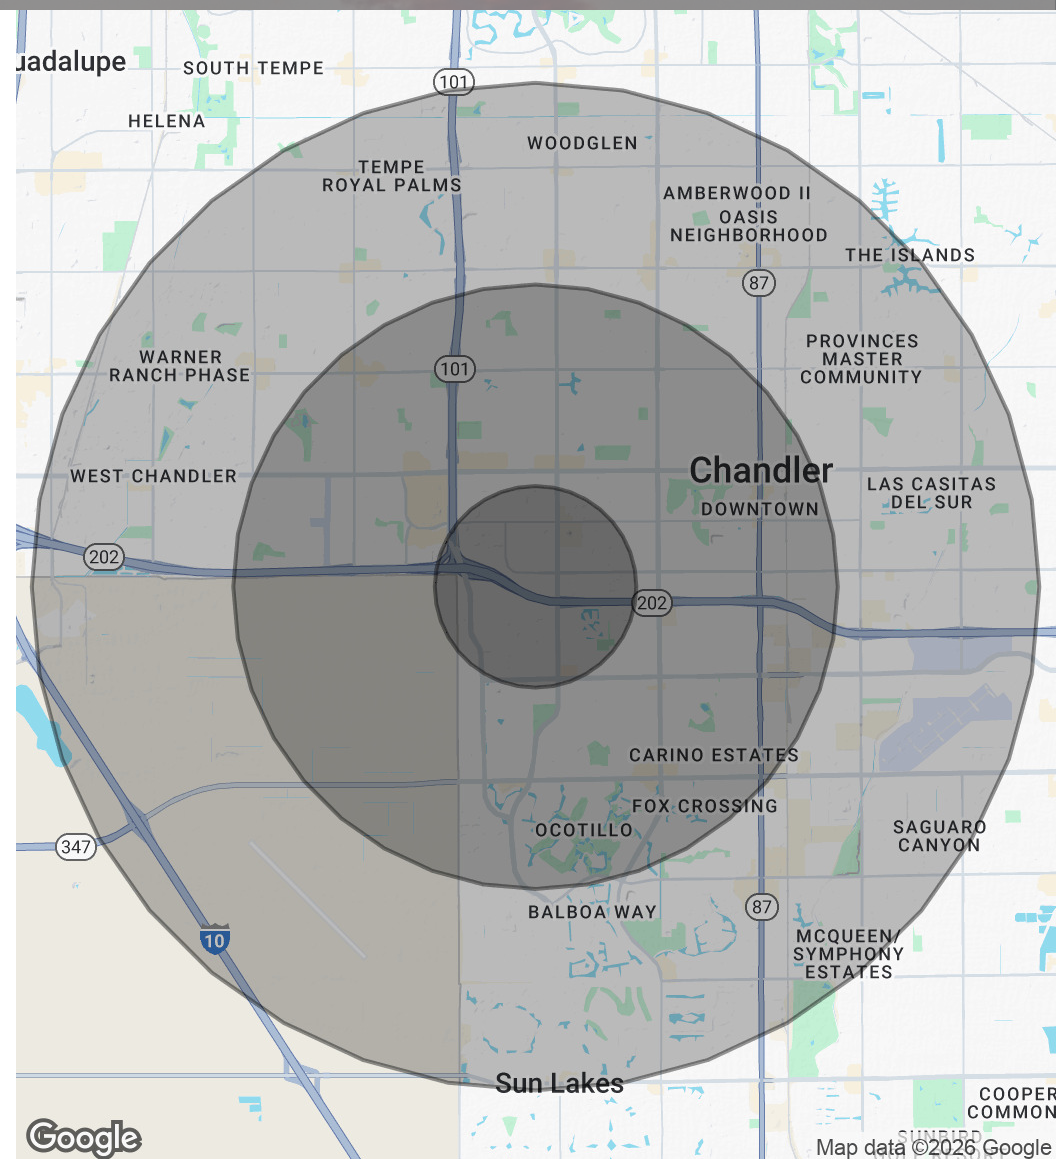 uadalupe
SOUTH TEMPE
101
HELENA
WOODGLEN
TEMPE
ROYAL PALMS
AMBERWOOD II
OASIS
NEIGHBORHOOD
THE ISLANDS
87
WARNER
RANCH PHASE
101
PROVINCES
MASTER
COMMUNITY
WEST CHANDLER
Chandler
DOWNTOWN
LAS CASITAS
DEL SUR
202
202
CARINO ESTATES
FOX CROSSING
OCOTILLO
SAGUARO
CANYON
347
BALBOA WAY
87
10
MCQUEEN/
SYMPHONY
ESTATES
Sun Lakes
COOPER
COMMON
SUNBIRD
GOLF RESORT
Google
Map data ©2026 Google